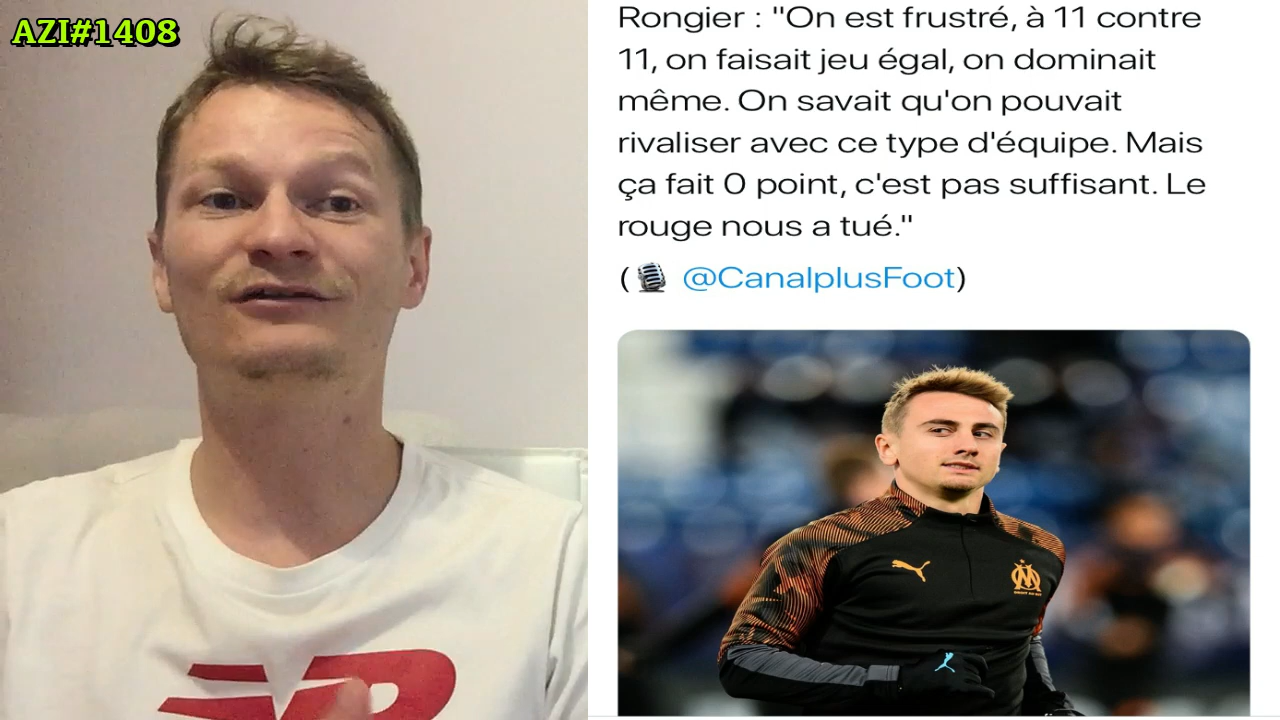 AZI#1408
Rongier : "On est frustré, à 11 contre
11, on faisait jeu égal, on dominait
même. On savait qu'on pouvait
rivaliser avec ce type d'équipe. Mais
ça fait 0 point, c'est pas suffisant. Le
rouge nous a tué."
(🎙 @CanalplusFoot)